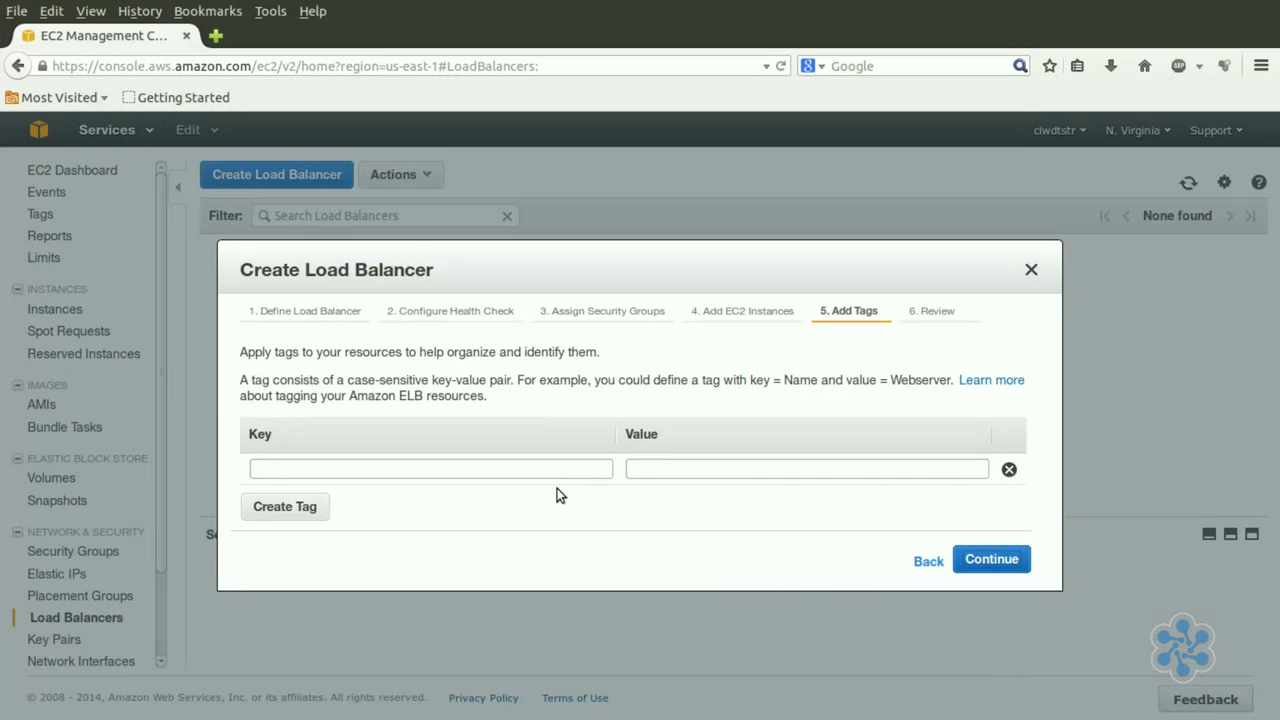 File Edit View History Bookmarks Tools Help
EC2 Management C...
https://console.aws.amazon.com/ec2/v2/home?region=us-east-1#LoadBalancers:
Google
Most Visited
Getting Started
Services
Edit
clwdtstr
N. Virginia
Support
EC2 Dashboard
Events
Tags
Reports
Limits
INSTANCES
Instances
Spot Requests
Reserved Instances
IMAGES
AMIs
Bundle Tasks
ELASTIC BLOCK STORE
Volumes
Snapshots
NETWORK & SECURITY
Security Groups
Elastic IPs
Placement Groups
Load Balancers
Key Pairs
Network Interfaces
Create Load Balancer
Actions
Filter:
Search Load Balancers
None found
Create Load Balancer
1. Define Load Balancer
2. Configure Health Check
3. Assign Security Groups
4. Add EC2 Instances
5. Add Tags
6. Review
Apply tags to your resources to help organize and identify them.
A tag consists of a case-sensitive key-value pair. For example, you could define a tag with key = Name and value = Webserver. Learn more
about tagging your Amazon ELB resources.
Key
Value
Create Tag
Back
Continue
© 2008 - 2014, Amazon Web Services, Inc. or its affiliates. All rights reserved.
Privacy Policy
Terms of Use
Feedback